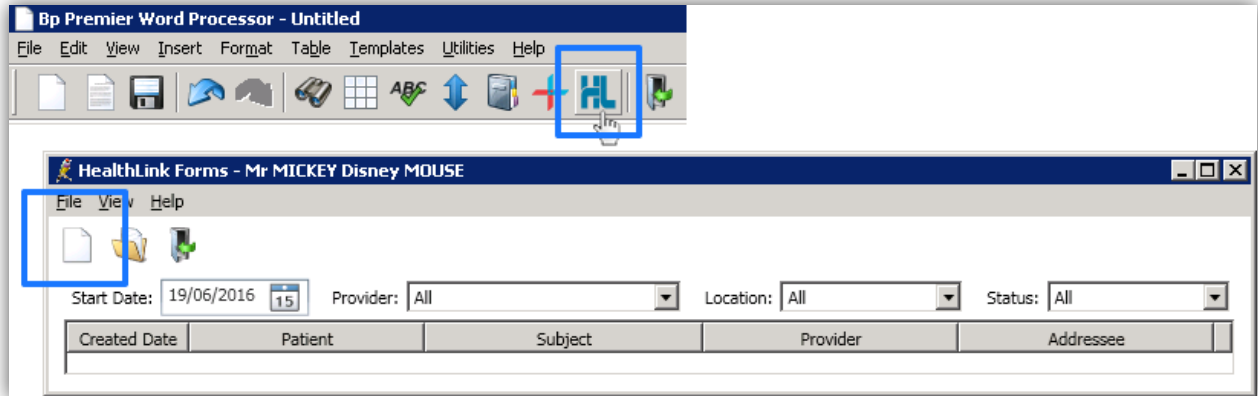 Bp Premier Word Processor - Untitled
File Edit View Insert Format Table Templates Utilities Help
ABC HL
HealthLink Forms - Mr MICKEY Disney MOUSE
File View Help
Start Date: 19/06/2016 15 Provider: All Location: All Status: All
Created Date Patient Subject Provider Addressee